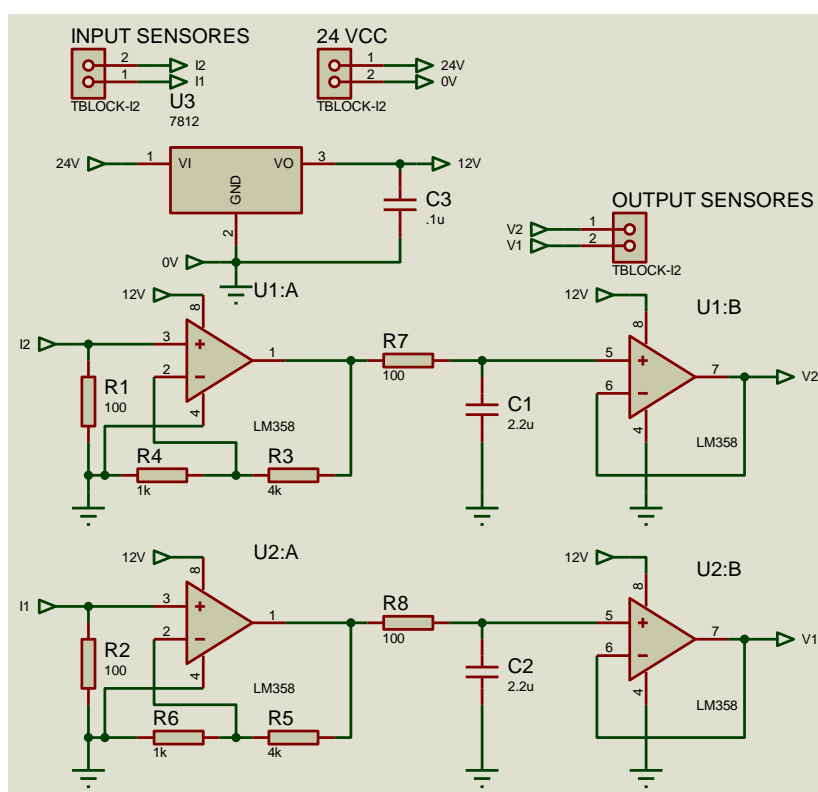 INPUT SENSORES
2 I2
1 I1
TBLOCK-I2
24 VCC
1 24V
2 0V
TBLOCK-I2
U3
7812
24V 1 VI VO 3 12V
GND
2
0V
C3
.1u
OUTPUT SENSORES
V2 1
V1 2
TBLOCK-I2
U1:A
12V
8
I2 3
1
2
4
LM358
R1
100
R4
1k
R3
4k
R7
100
C1
2.2u
12V
U1:B
8
5
7 V2
6
4
LM358
U2:A
12V
8
I1 3
1
2
4
LM358
R2
100
R6
1k
R5
4k
R8
100
C2
2.2u
12V
U2:B
8
5
7 V1
6
4
LM358